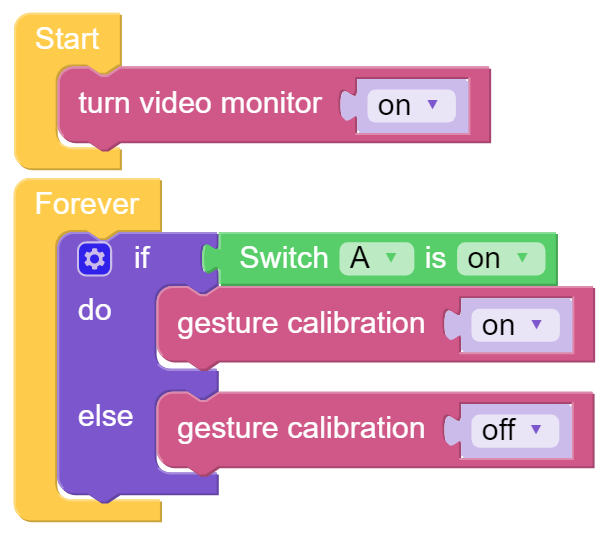 Start
turn video monitor on
Forever
if Switch A is on
do
gesture calibration on
else
gesture calibration off